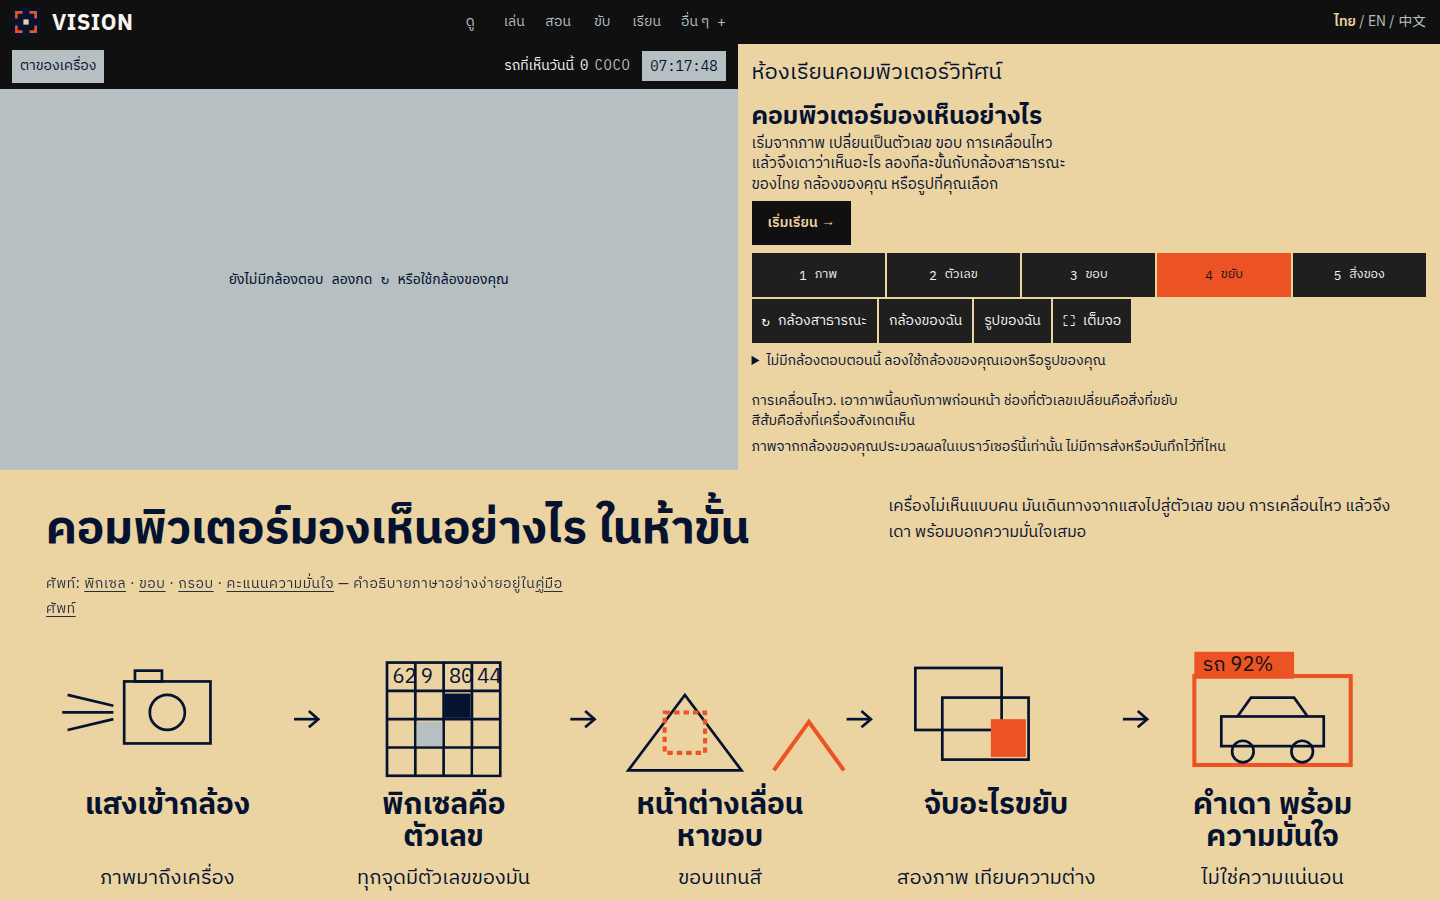 VISION
ดู เล่น สอน ขับ เรียน อื่น ๆ +
ไทย / EN / 中文
ตาของเครื่อง
รถที่เห็นวันนี้ 0 COCO 07:17:48
ยังไม่มีกล้องตอบ ลองกด ↻ หรือใช้กล้องของคุณ
ห้องเรียนคอมพิวเตอร์วิทัศน์
คอมพิวเตอร์มองเห็นอย่างไร
เริ่มจากภาพ เปลี่ยนเป็นตัวเลข ขอบ การเคลื่อนไหว
แล้วจึงเดาว่าเห็นอะไร ลองทีละขั้นกับกล้องสาธารณะ
ของไทย กล้องของคุณ หรือรูปที่คุณเลือก
เริ่มเรียน →
1 ภาพ
2 ตัวเลข
3 ขอบ
4 ขยับ
5 สิ่งของ
↻ กล้องสาธารณะ
กล้องของฉัน
รูปของฉัน
⛶ เต็มจอ
▶ ไม่มีกล้องตอบตอนนี้ ลองใช้กล้องของคุณเองหรือรูปของคุณ
การเคลื่อนไหว. เอาภาพนี้ลบกับภาพก่อนหน้า ช่องที่ตัวเลขเปลี่ยนคือสิ่งที่ขยับ
สีส้มคือสิ่งที่เครื่องสังเกตเห็น
ภาพจากกล้องของคุณประมวลผลในเบราว์เซอร์นี้เท่านั้น ไม่มีการส่งหรือบันทึกไว้ที่ไหน
คอมพิวเตอร์มองเห็นอย่างไร ในห้าขั้น
เครื่องไม่เห็นแบบคน มันเดินทางจากแสงไปสู่ตัวเลข ขอบ การเคลื่อนไหว แล้วจึง
เดา พร้อมบอกความมั่นใจเสมอ
ศัพท์: พิกเซล · ขอบ · กรอบ · คะแนนความมั่นใจ — คำอธิบายภาษาอย่างง่ายอยู่ในคู่มือ
ศัพท์
62 9 80 44
รถ 92%
แสงเข้ากล้อง
ภาพมาถึงเครื่อง
พิกเซลคือ
ตัวเลข
ทุกจุดมีตัวเลขของมัน
หน้าต่างเลื่อน
หาขอบ
ขอบแทนสี
จับอะไรขยับ
สองภาพ เทียบความต่าง
คำเดา พร้อม
ความมั่นใจ
ไม่ใช่ความแน่นอน